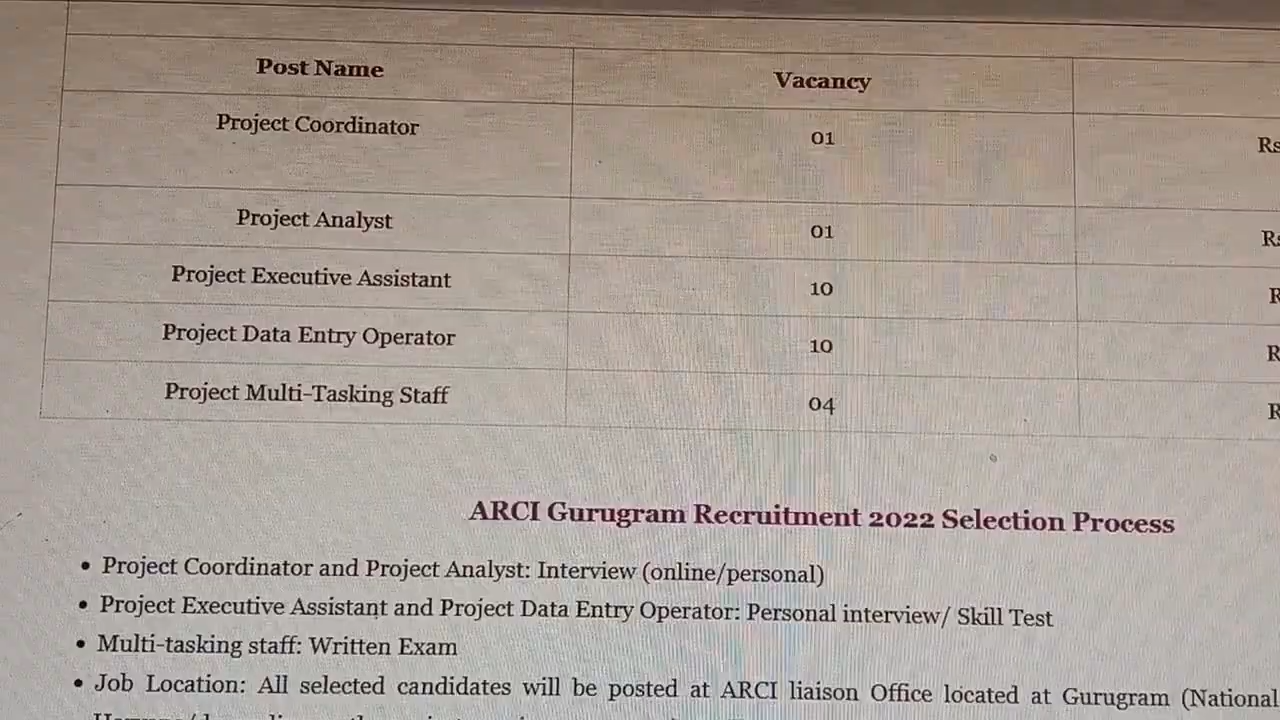 Post Name Vacancy
Project Coordinator 01 Rs
Project Analyst 01 Rs
Project Executive Assistant 10 R
Project Data Entry Operator 10 R
Project Multi-Tasking Staff 04 R
ARCI Gurugram Recruitment 2022 Selection Process
• Project Coordinator and Project Analyst: Interview (online/personal)
• Project Executive Assistant and Project Data Entry Operator: Personal interview/ Skill Test
• Multi-tasking staff: Written Exam
• Job Location: All selected candidates will be posted at ARCI liaison Office located at Gurugram (National